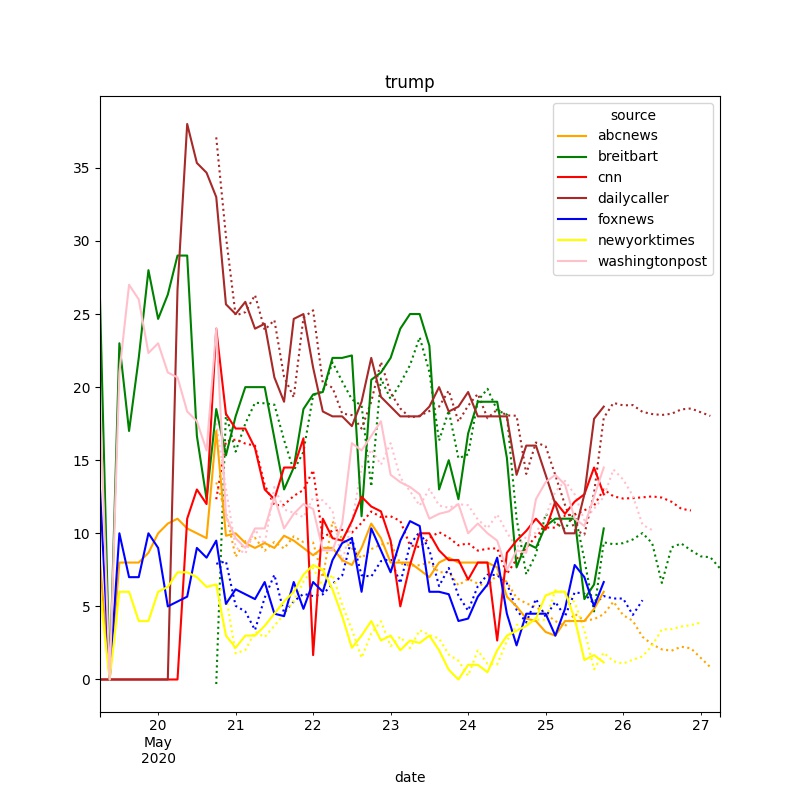 trump
source
abcnews
breitbart
cnn
dailycaller
foxnews
newyorktimes
washingtonpost
35
30
25
20
15
10
5
0
20 21 22 23 24 25 26 27
May
2020
date